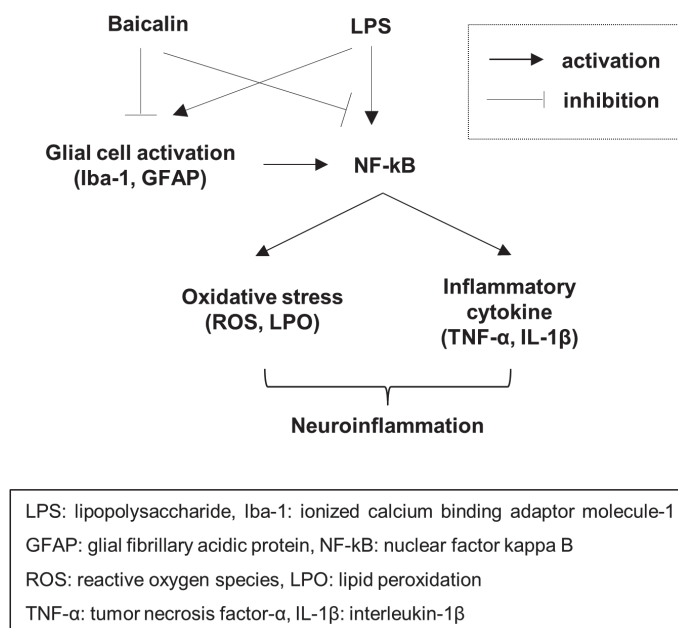 Baicalin
LPS
activation
inhibition
Glial cell activation
(Iba-1, GFAP)
NF-kB
Oxidative stress
(ROS, LPO)
Inflammatory
cytokine
(TNF-α, IL-1β)
Neuroinflammation
LPS: lipopolysaccharide, Iba-1: ionized calcium binding adaptor molecule-1
GFAP: glial fibrillary acidic protein, NF-kB: nuclear factor kappa B
ROS: reactive oxygen species, LPO: lipid peroxidation
TNF-α: tumor necrosis factor-α, IL-1β: interleukin-1β